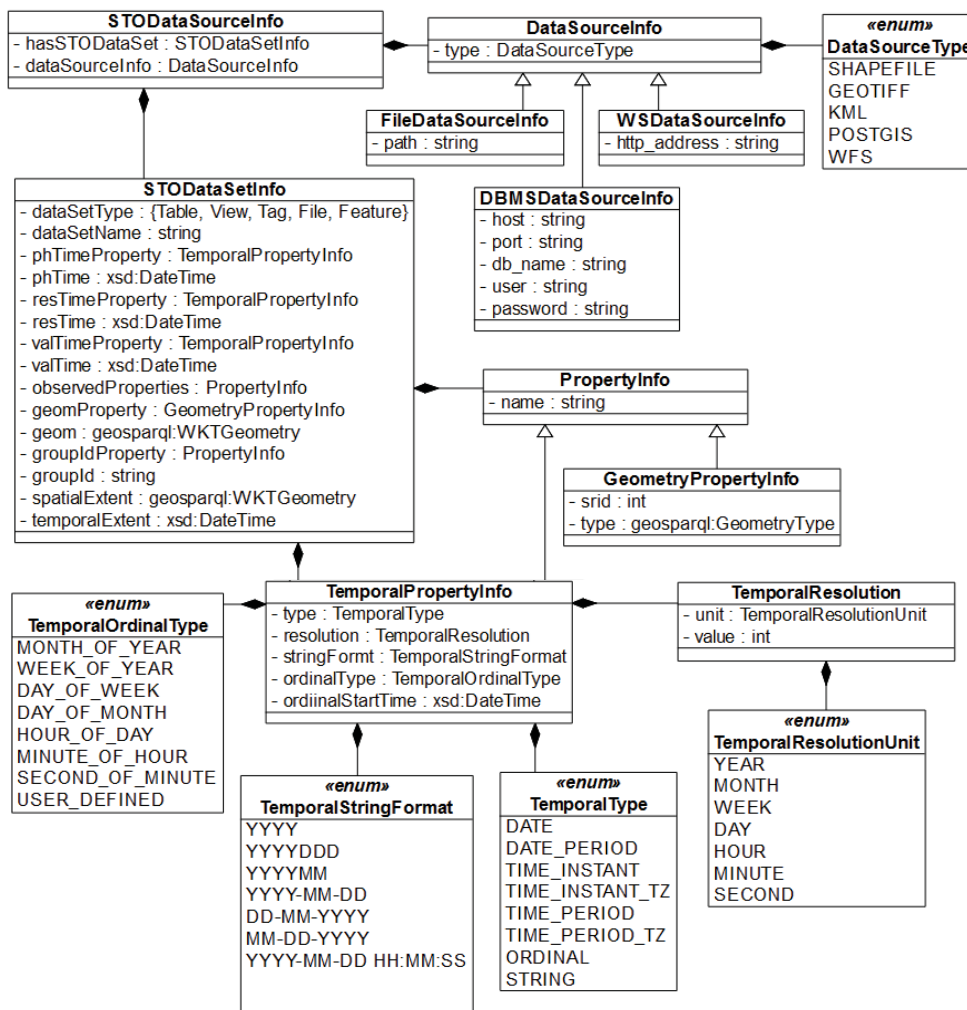 STODataSourceInfo
- hasSTODataSet : STODataSetInfo
- dataSourceInfo : DataSourceInfo
DataSourceInfo
- type : DataSourceType
«enum»
DataSourceType
SHAPEFILE
GEOTIFF
KML
POSTGIS
WFS
FileDataSourceInfo
- path : string
WSDataSourceInfo
- http_address : string
DBMSDataSourceInfo
- host : string
- port : string
- db_name : string
- user : string
- password : string
STODataSetInfo
- dataSetType : {Table, View, Tag, File, Feature}
- dataSetName : string
- phTimeProperty : TemporalPropertyInfo
- phTime : xsd:DateTime
- resTimeProperty : TemporalPropertyInfo
- resTime : xsd:DateTime
- valTimeProperty : TemporalPropertyInfo
- valTime : xsd:DateTime
- observedProperties : PropertyInfo
- geomProperty : GeometryPropertyInfo
- geom : geosparql:WKTGeometry
- groupIdProperty : PropertyInfo
- groupId : string
- spatialExtent : geosparql:WKTGeometry
- temporalExtent : xsd:DateTime
PropertyInfo
- name : string
GeometryPropertyInfo
- srid : int
- type : geosparql:GeometryType
«enum»
TemporalOrdinalType
MONTH_OF_YEAR
WEEK_OF_YEAR
DAY_OF_WEEK
DAY_OF_MONTH
HOUR_OF_DAY
MINUTE_OF_HOUR
SECOND_OF_MINUTE
USER_DEFINED
TemporalPropertyInfo
- type : TemporalType
- resolution : TemporalResolution
- stringFormt : TemporalStringFormat
- ordinalType : TemporalOrdinalType
- ordiinalStartTime : xsd:DateTime
TemporalResolution
- unit : TemporalResolutionUnit
- value : int
«enum»
TemporalStringFormat
YYYY
YYYYDDD
YYYYMM
YYYY-MM-DD
DD-MM-YYYY
MM-DD-YYYY
YYYY-MM-DD HH:MM:SS
«enum»
TemporalType
DATE
DATE_PERIOD
TIME_INSTANT
TIME_INSTANT_TZ
TIME_PERIOD
TIME_PERIOD_TZ
ORDINAL
STRING
«enum»
TemporalResolutionUnit
YEAR
MONTH
WEEK
DAY
HOUR
MINUTE
SECOND